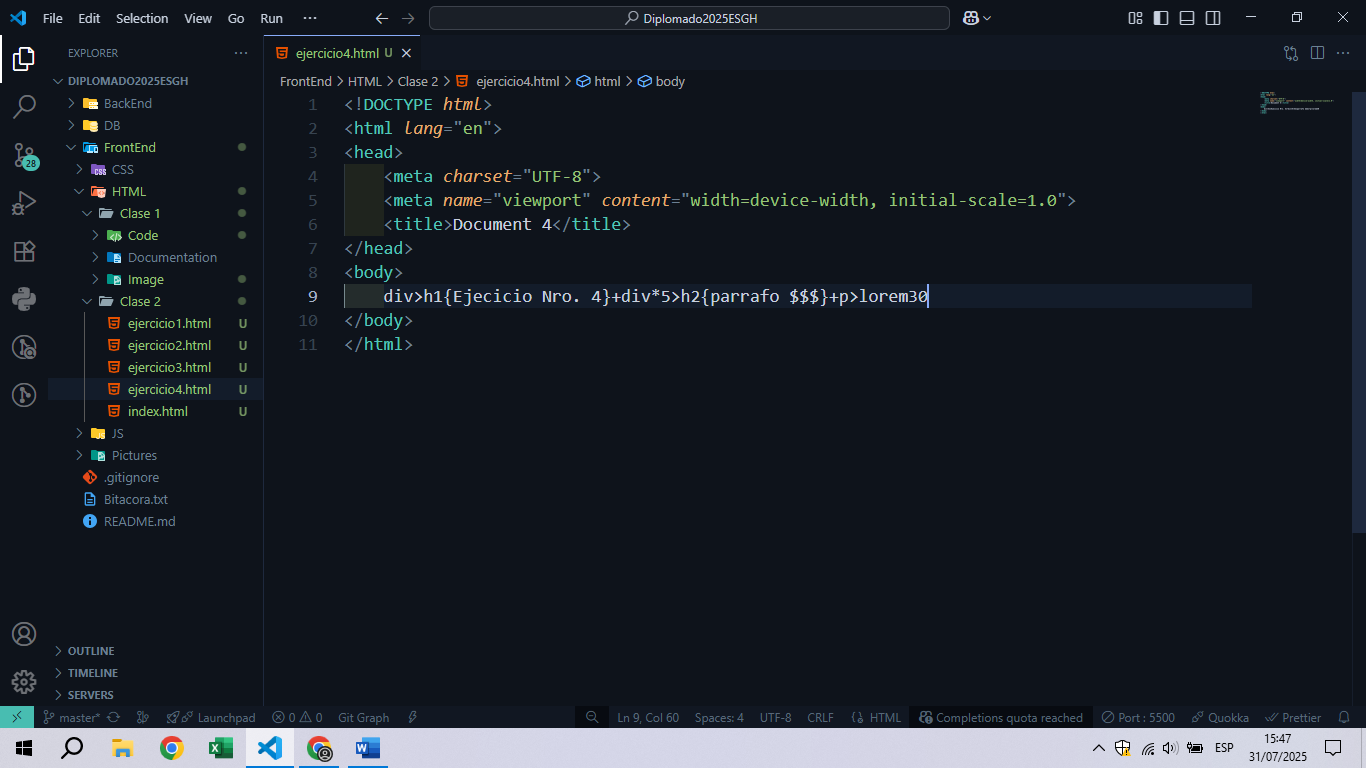 File Edit Selection View Go Run ···
Diplomado2025ESGH
EXPLORER
ejercicio4.html U
DIPLOMADO2025ESGH
FrontEnd > HTML > Clase 2 > ejercicio4.html > html > body
BackEnd
DB
FrontEnd
CSS
HTML
Clase 1
Code
Documentation
Image
Clase 2
ejercicio1.html U
ejercicio2.html U
ejercicio3.html U
ejercicio4.html U
index.html U
JS
Pictures
.gitignore
Bitacora.txt
README.md
28
1 <!DOCTYPE html>
2 <html lang="en">
3 <head>
4 <meta charset="UTF-8">
5 <meta name="viewport" content="width=device-width, initial-scale=1.0">
6 <title>Document 4</title>
7 </head>
8 <body>
9 div>h1{Ejecicio Nro. 4}+div*5>h2{parrafo $$$}+p>lorem30
10 </body>
11 </html>
OUTLINE
TIMELINE
SERVERS
master* Launchpad 0 0 Git Graph Ln 9, Col 60 Spaces: 4 UTF-8 CRLF HTML Completions quota reached Port : 5500 Quokka Prettier
ESP 15:47
31/07/2025